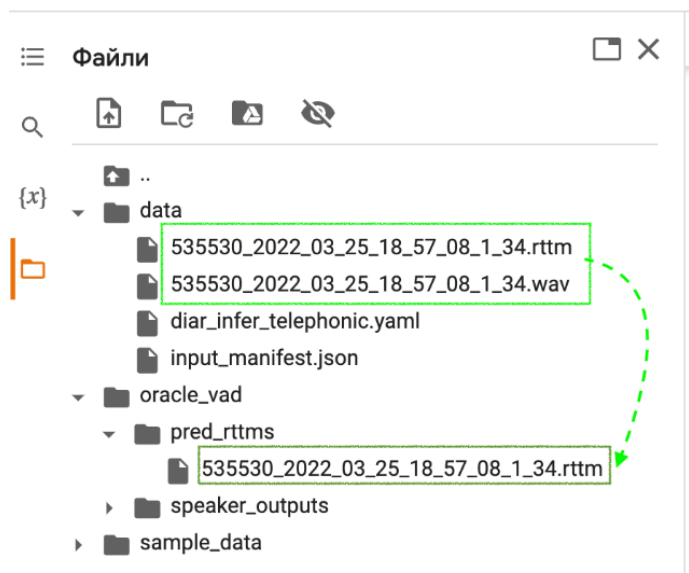 Файли
{x}
..
data
535530_2022_03_25_18_57_08_1_34.rttm
535530_2022_03_25_18_57_08_1_34.wav
diar_infer_telephonic.yaml
input_manifest.json
oracle_vad
pred_rttms
535530_2022_03_25_18_57_08_1_34.rttm
speaker_outputs
sample_data